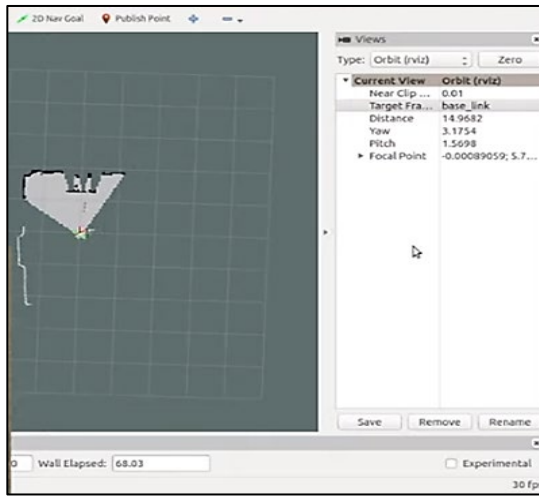 2D Nav Goal Publish Point
Views
Type: Orbit (rviz) Zero
Current View Orbit (rviz)
Near Clip ... 0.01
Target Fra... base_link
Distance 14.9682
Yaw 3.1754
Pitch 1.5698
Focal Point -0.00089059; 5.7...
Save Remove Rename
0 Wall Elapsed: 68.03 Experimental
30 fp